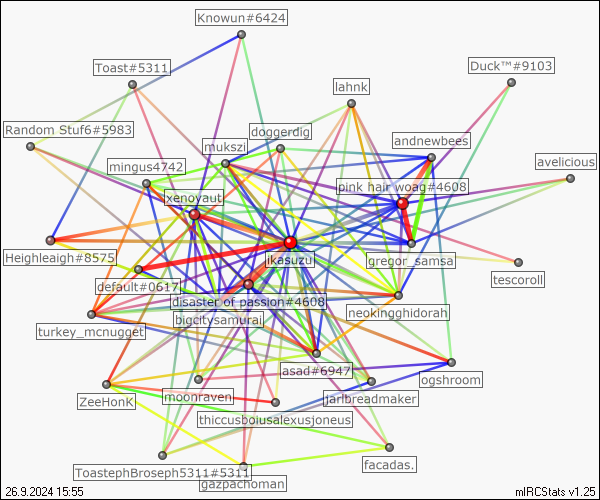 Knowun#6424
Toast#5311
Duck™#9103
lahnk
Random Stuf6#5983
doggerdig
andnewbees
mukszi
avelicious
mingus4742
pink hair woag#4608
xenovaut
Heighleaigh#8575
jkasuzu
gregor_samsa
tescoroll
default#0617
disaster of passion#4608
neokingghidorah
bigcitysamurai
turkey_mcnugget
asad#6947
ogshroom
ZeeHonK
moonraven
jarlbreadmaker
thiccusboiusalexusjoneus
facadas.
ToastephBroseph5311#5311
gazpachoman
26.9.2024 15:55
mIRCStats v1.25